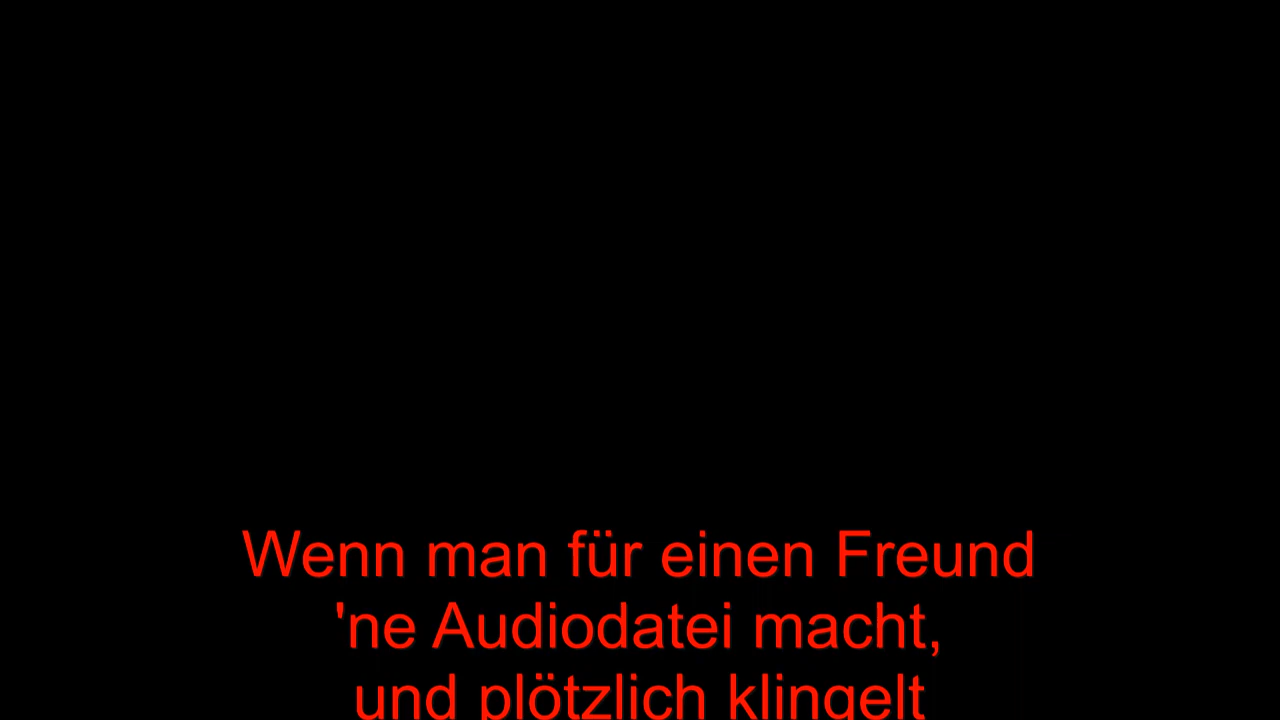 Wenn man für einen Freund
'ne Audiodatei macht,
und plötzlich klingelt